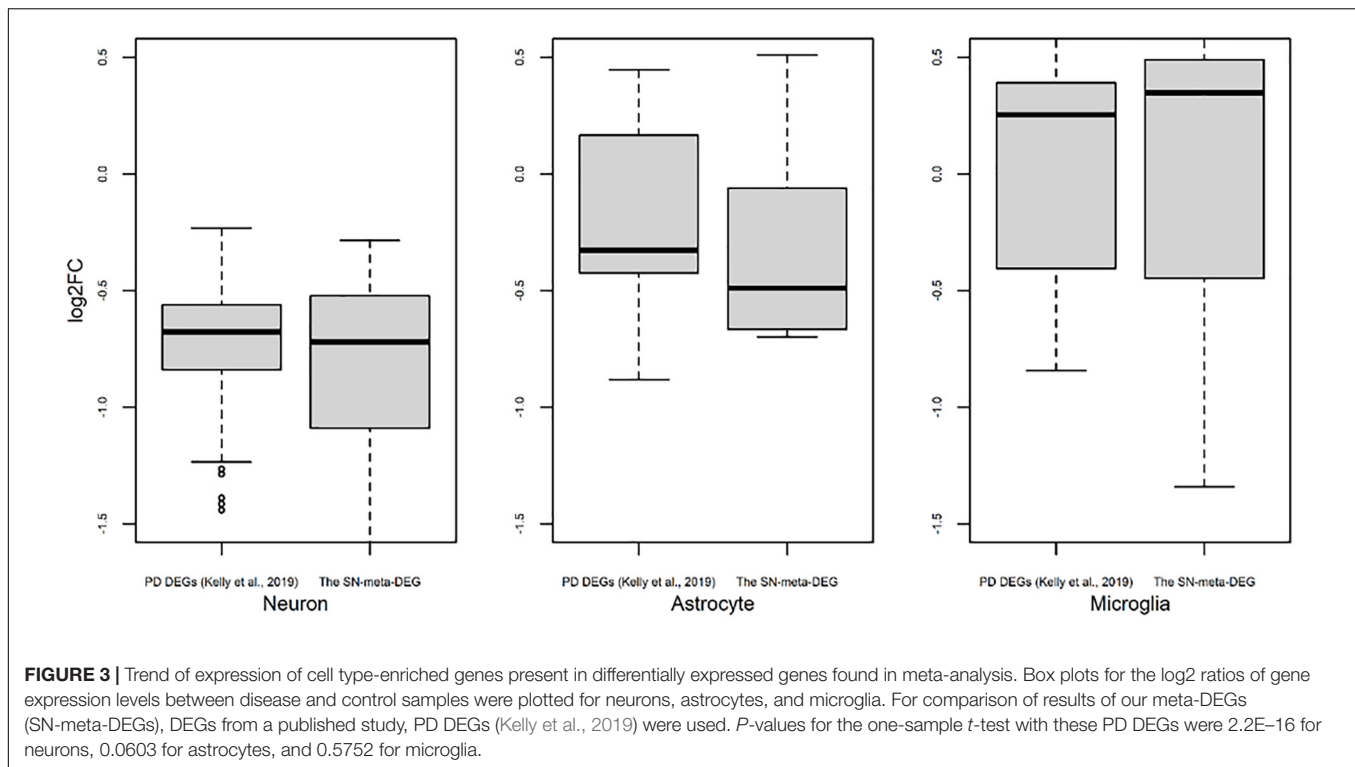 0.5
0.0
-0.5
-1.0
-1.5
log2FC
PD DEGs (Kelly et al., 2019) The SN-meta-DEG
Neuron
0.5
0.0
-0.5
-1.0
-1.5
PD DEGs (Kelly et al., 2019) The SN-meta-DEG
Astrocyte
0.5
0.0
-0.5
-1.0
-1.5
PD DEGs (Kelly et al., 2019) The SN-meta-DEG
Microglia
FIGURE 3 | Trend of expression of cell type-enriched genes present in differentially expressed genes found in meta-analysis. Box plots for the log2 ratios of gene
expression levels between disease and control samples were plotted for neurons, astrocytes, and microglia. For comparison of results of our meta-DEGs
(SN-meta-DEGs), DEGs from a published study, PD DEGs (Kelly et al., 2019) were used. P-values for the one-sample t-test with these PD DEGs were 2.2E–16 for
neurons, 0.0603 for astrocytes, and 0.5752 for microglia.